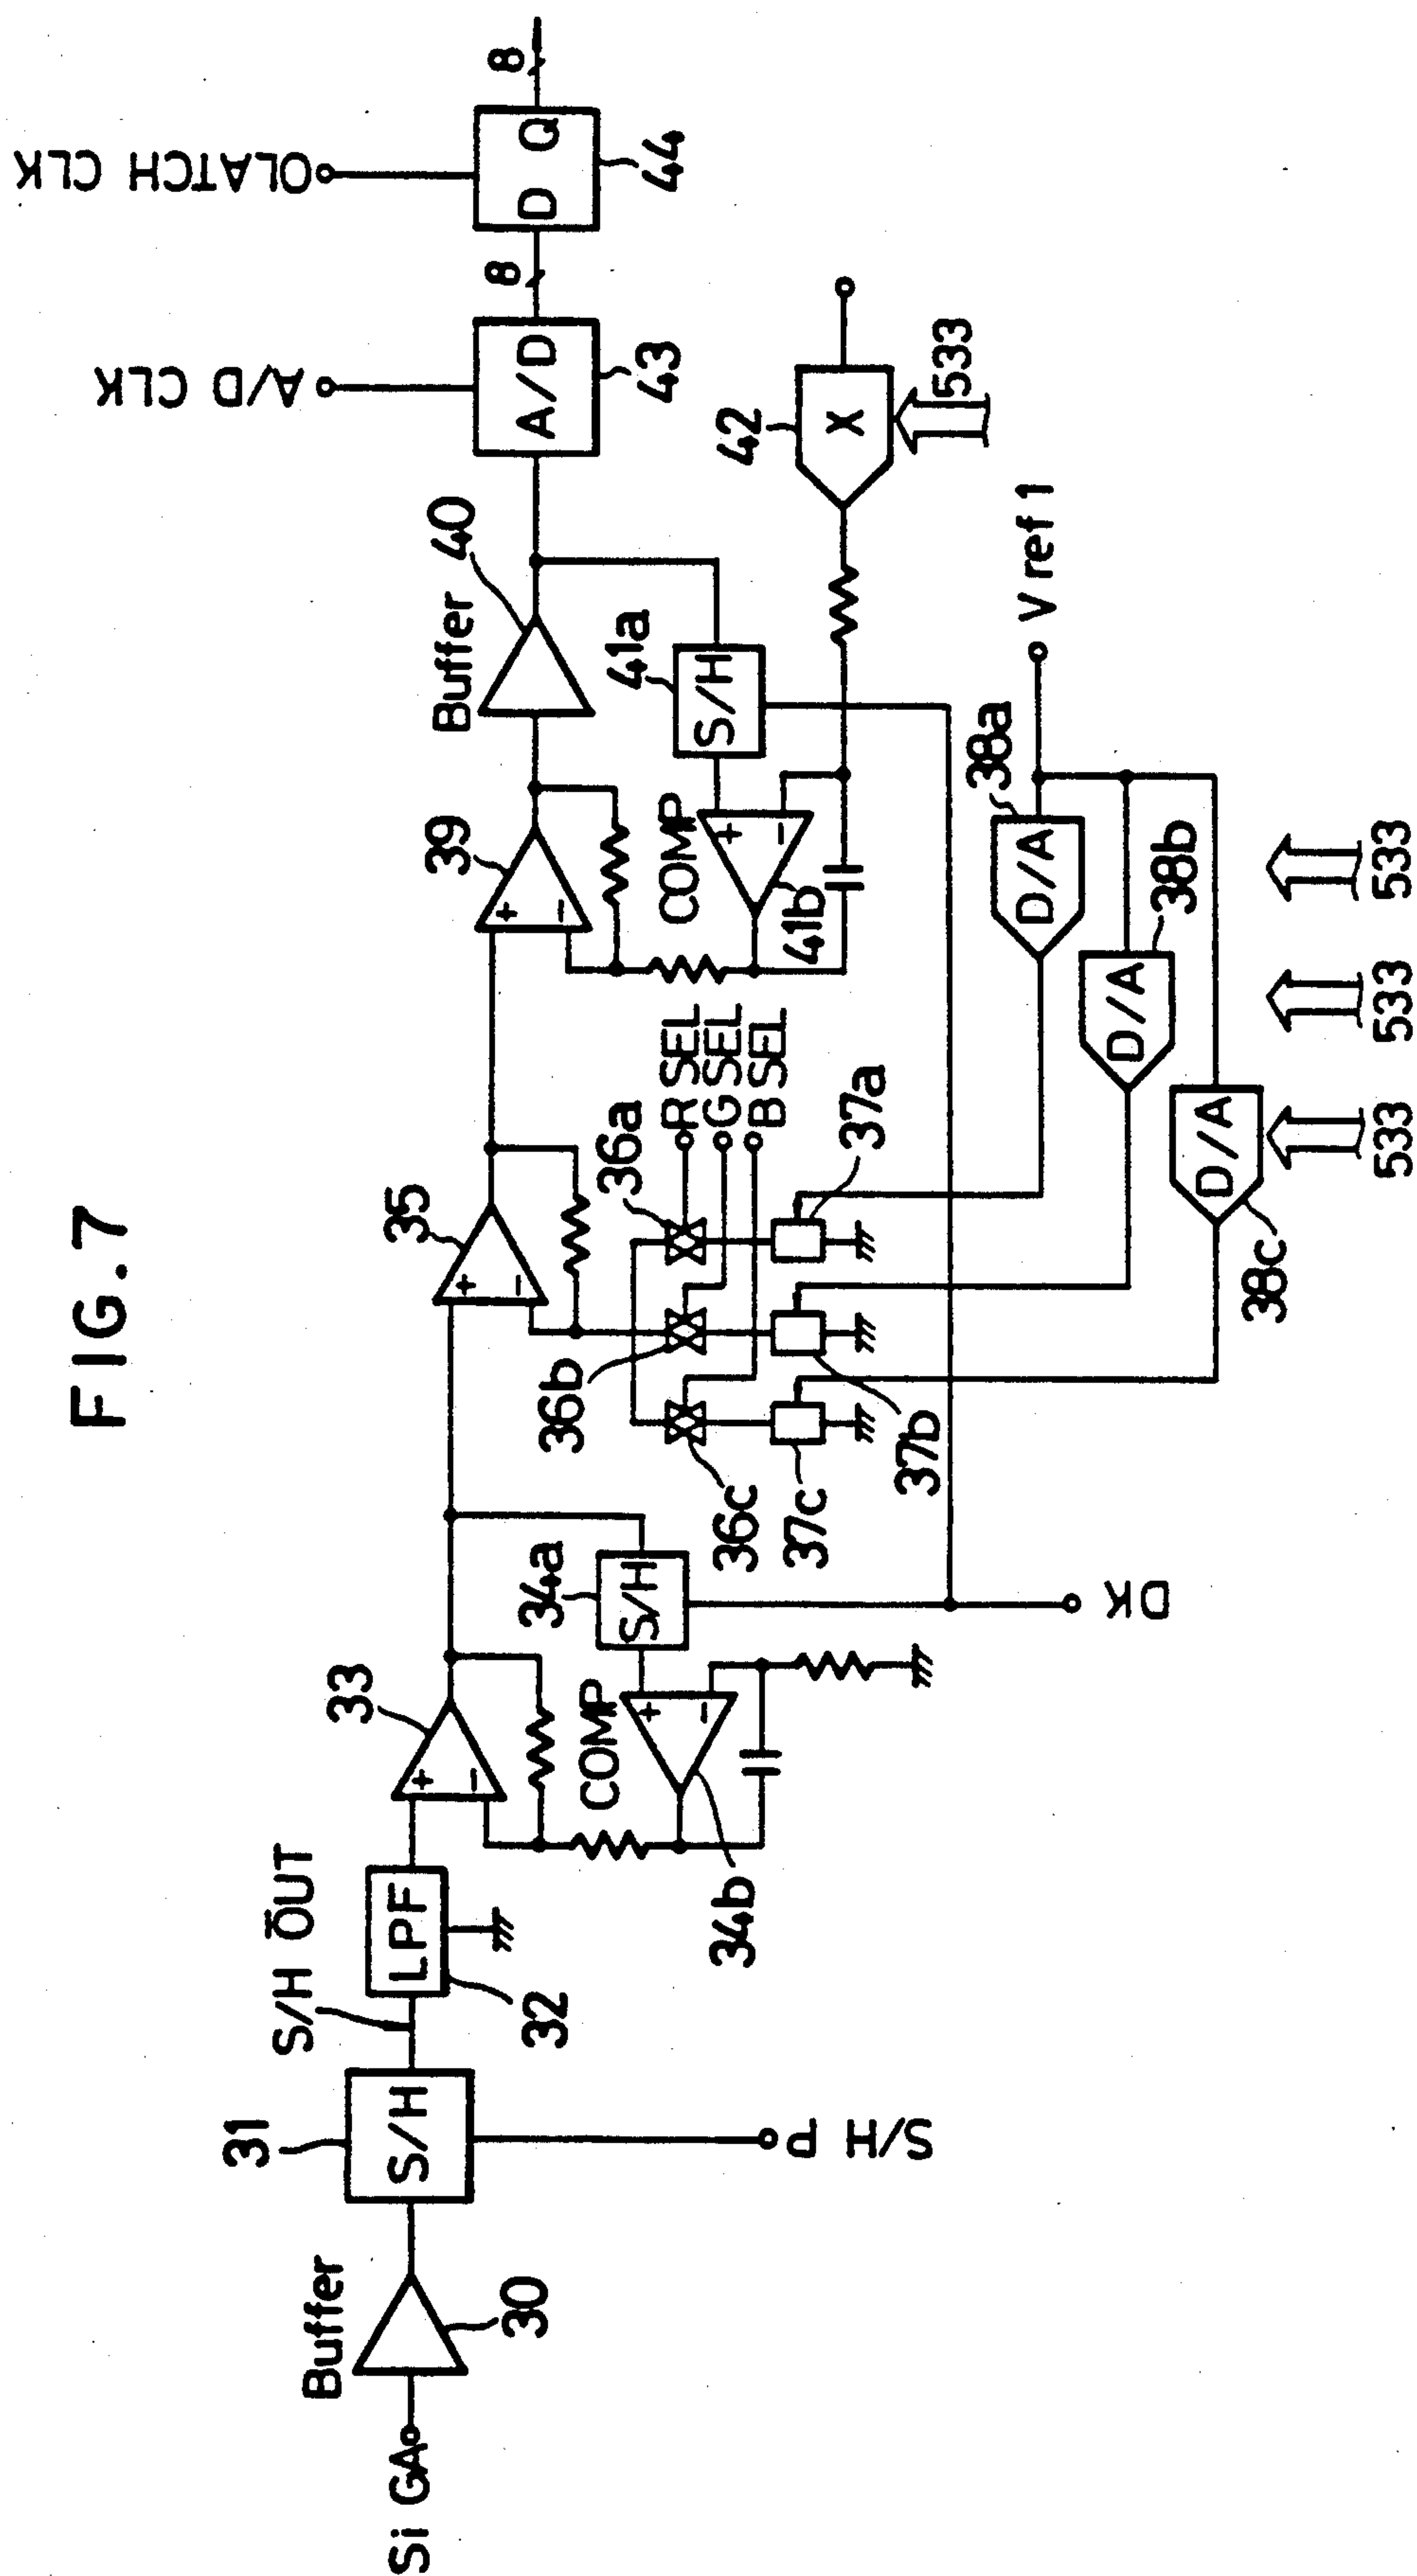 FIG.7
Si GA
Buffer
30
31
S/H
S/H P
S/H OUT
LPF
32
33
+
−
COMP
34a
S/H
+
−
34b
DK
35
+
−
36a
36b
36c
R SEL
G SEL
B SEL
37a
37b
37c
38a
D/A
38b
D/A
38c
D/A
V ref 1
533
533
533
39
+
−
Buffer
40
COMP
41a
S/H
+
−
41b
42
X
533
A/D CLK
A/D
43
8
OLATCH CLK
D Q
44
8